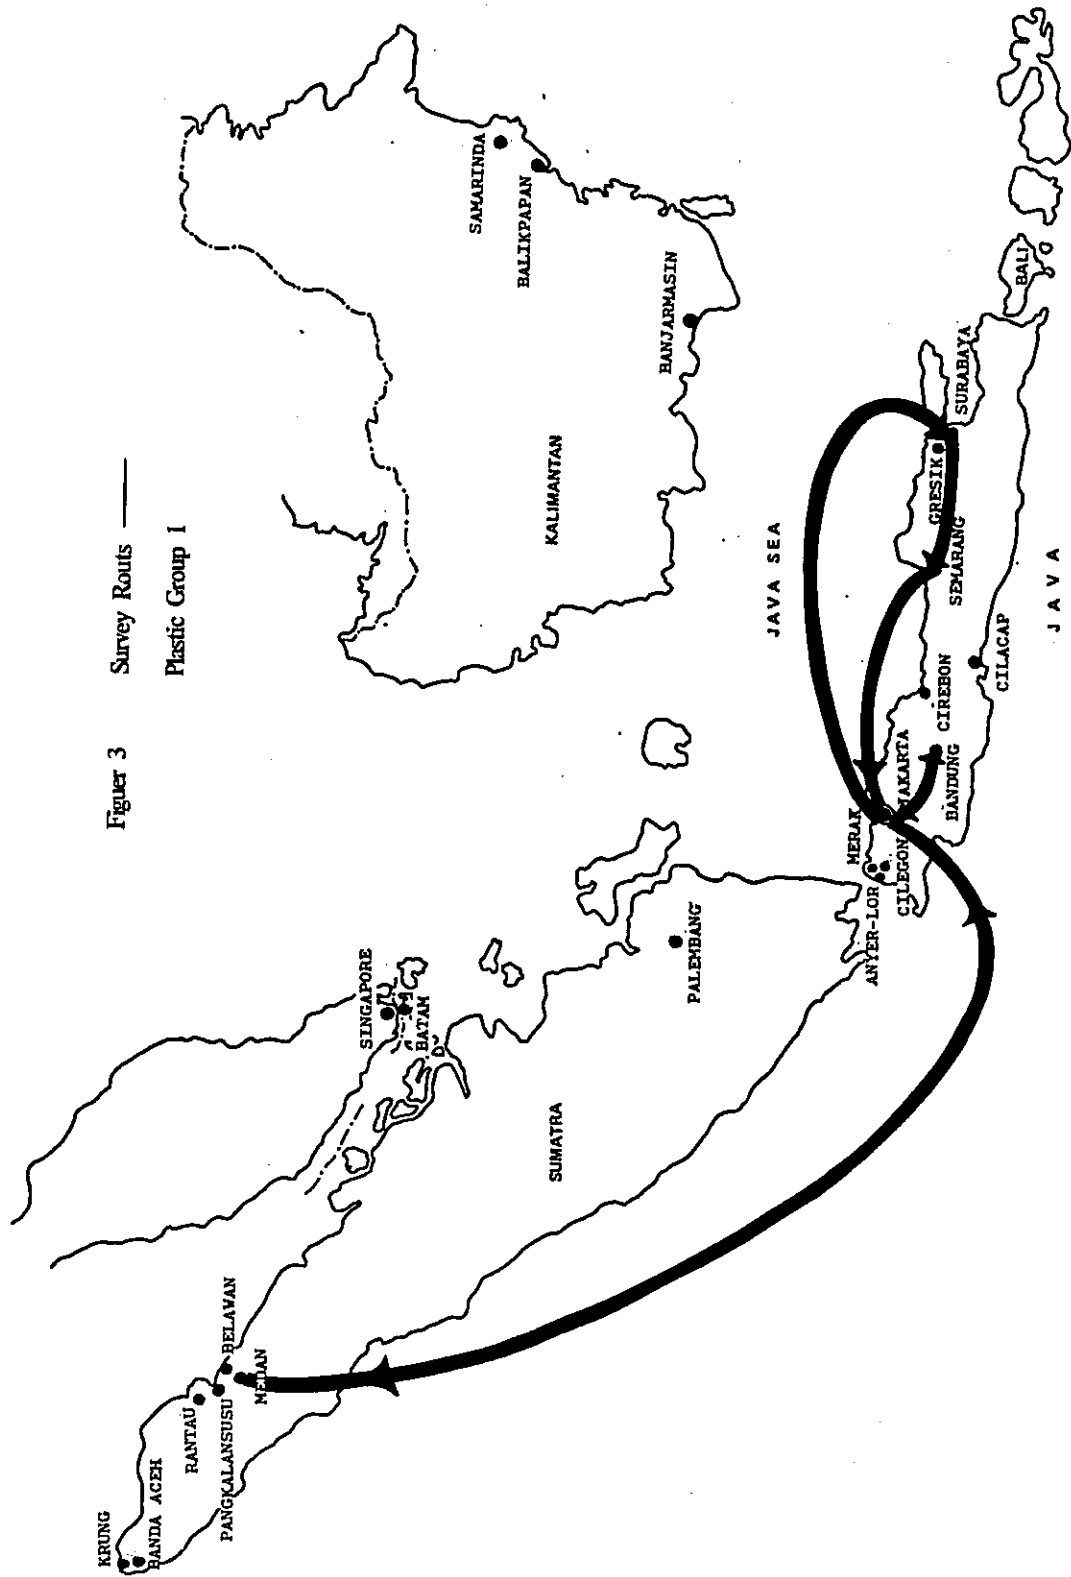 Figuer 3 Survey Routs
Plastic Group 1
KRUNG
BANDA ACEH
RANTAU
PANGKALANSUSU
BELAWAN
MEDAN
SINGAPORE
BATAM
SUMATRA
PALEMBANG
KALIMANTAN
SAMARINDA
BALIKPAPAN
BANJARMASIN
JAVA SEA
MERAK
ANYER-LOR
CILEGON
JAKARTA
BANDUNG
CIREBON
CILACAP
SEMARANG
GRESIK
SURABAYA
BALI
JAVA